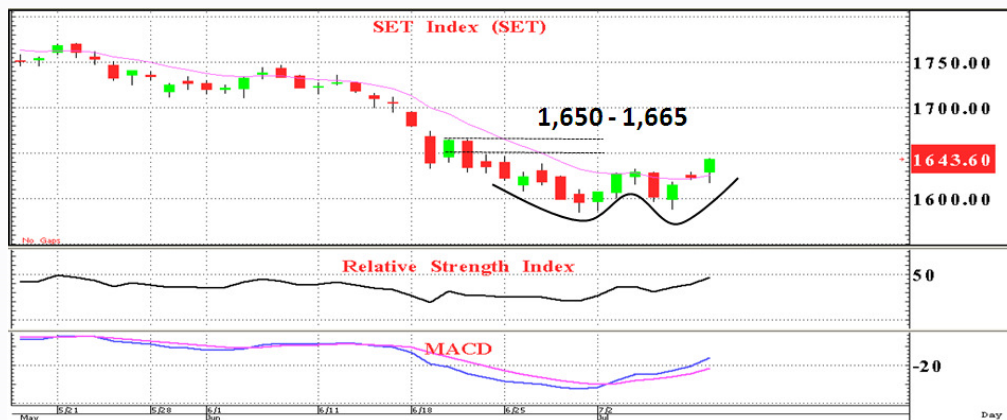 SET Index (SET)
1750.00
1,650 - 1,665
1700.00
1643.60
1600.00
No Gaps
Relative Strength Index
50
MACD
-20
5/21 5/28 6/1 6/11 6/18 6/25 7/2 Day
May Jun Jul